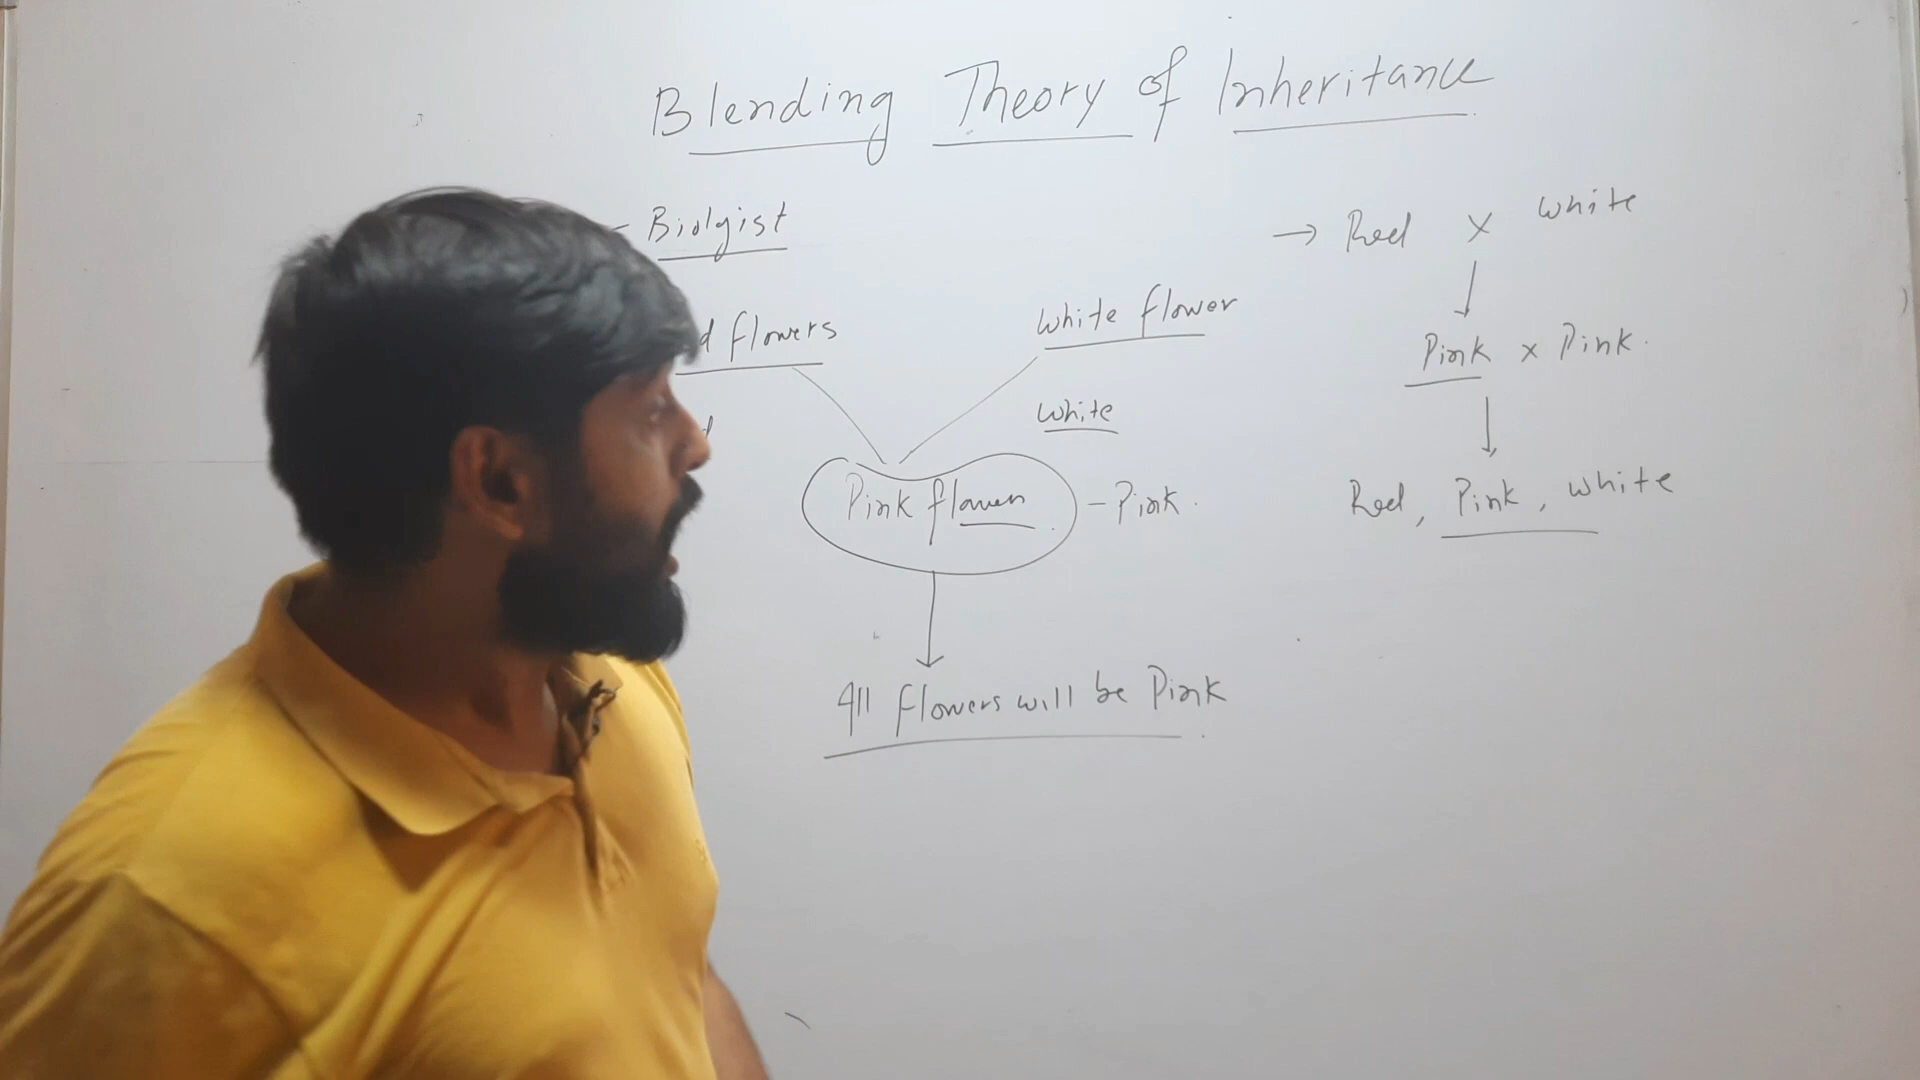 Blending Theory of Inheritance
- Biolgist
flowers
White flower
White
Pink flower - Pink.
All flowers will be Pink
→ Red x White
Pink x Pink.
Red, Pink, White